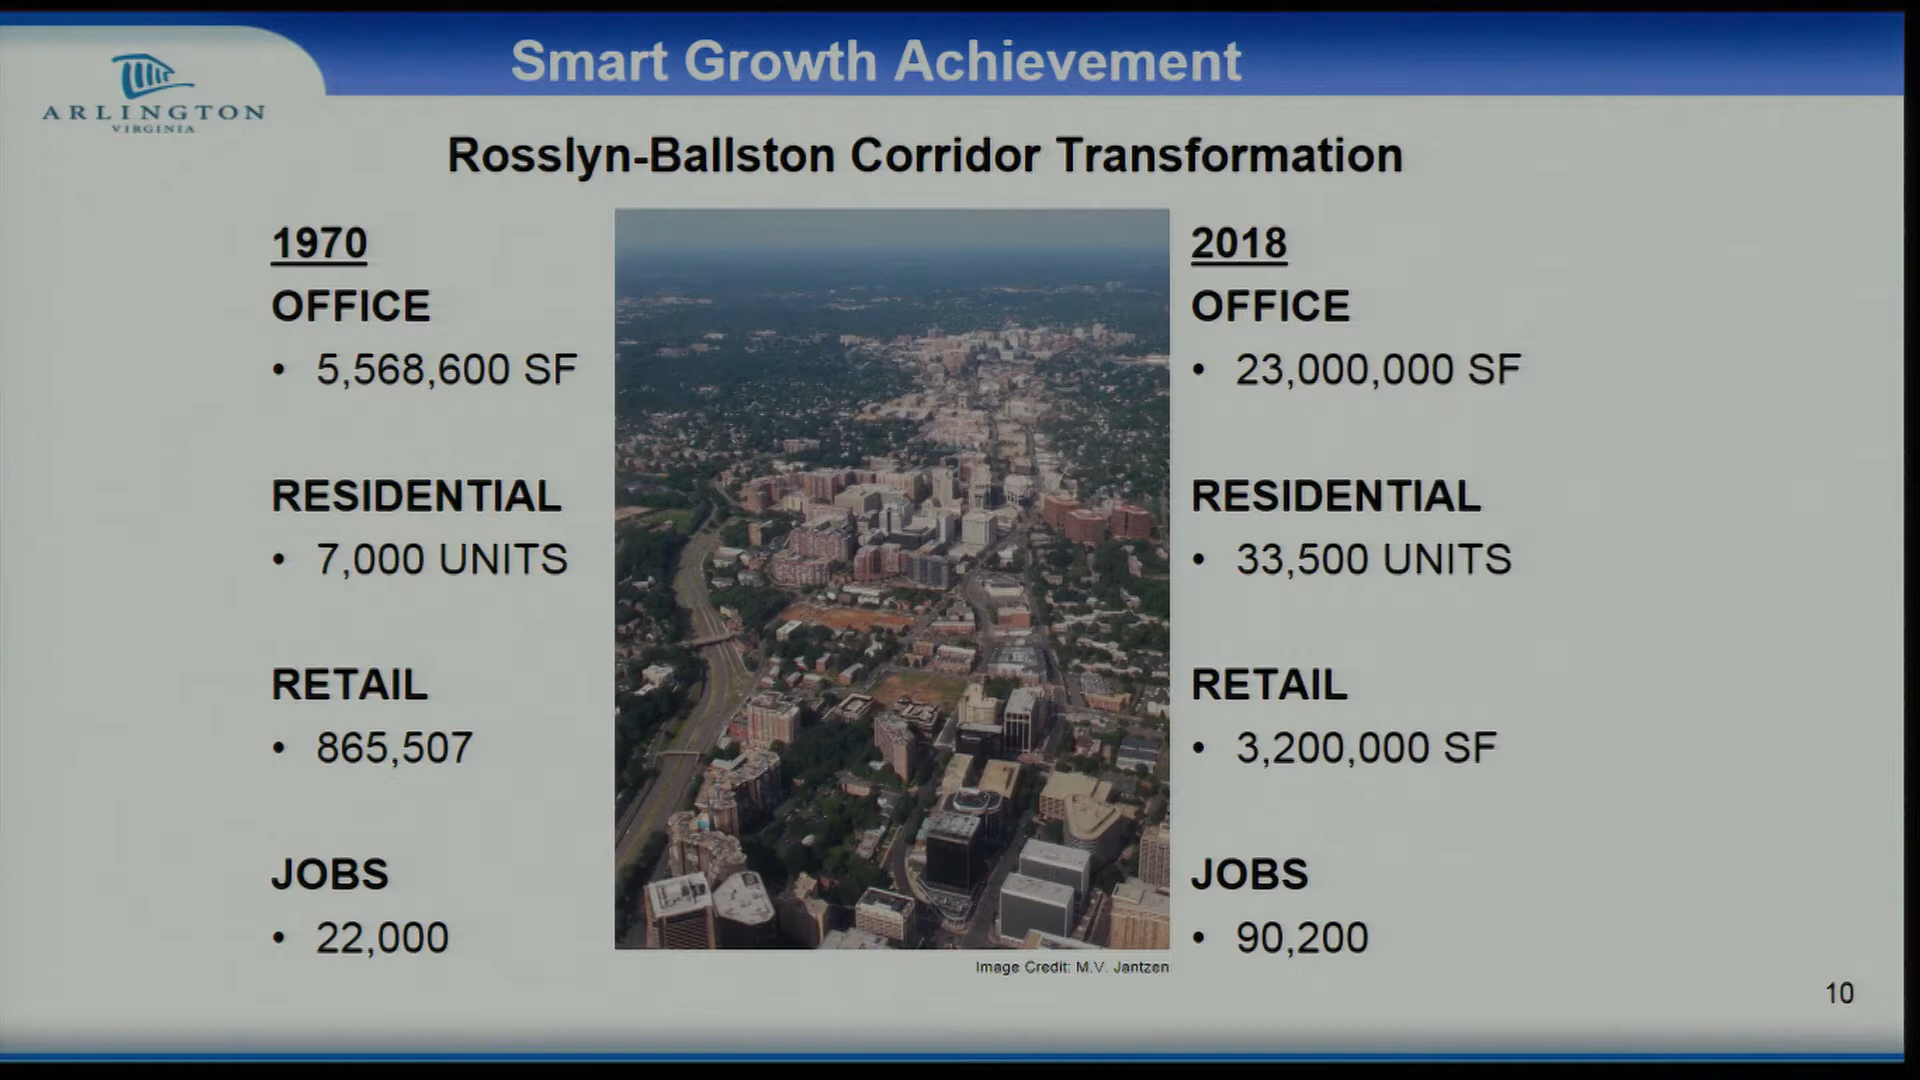 Smart Growth Achievement
ARLINGTON
VIRGINIA
Rosslyn-Ballston Corridor Transformation
1970
OFFICE
• 5,568,600 SF
RESIDENTIAL
• 7,000 UNITS
RETAIL
• 865,507
JOBS
• 22,000
2018
OFFICE
• 23,000,000 SF
RESIDENTIAL
• 33,500 UNITS
RETAIL
• 3,200,000 SF
JOBS
• 90,200
Image Credit: M.V. Jantzen
10